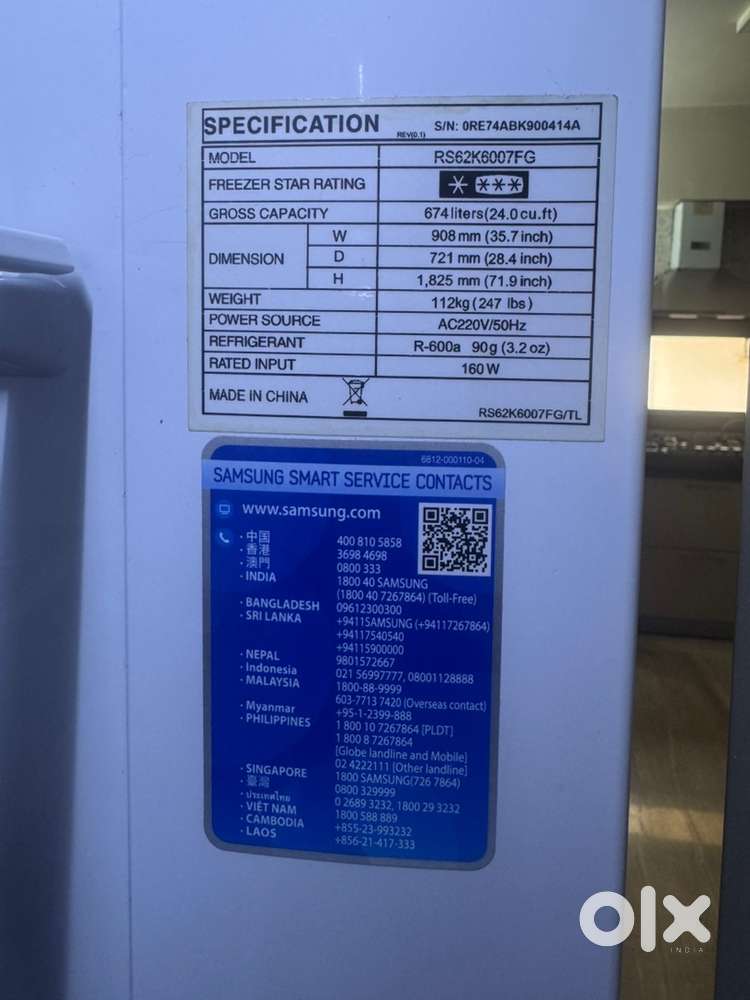 SPECIFICATION REV(0.1) S/N: 0RE74ABK900414A
MODEL RS62K6007FG
FREEZER STAR RATING
GROSS CAPACITY 674 liters(24.0 cu.ft)
DIMENSION W 908 mm (35.7 inch)
D 721 mm (28.4 inch)
H 1,825 mm (71.9 inch)
WEIGHT 112kg (247 lbs)
POWER SOURCE AC220V/50Hz
REFRIGERANT R-600a 90g (3.2 oz)
RATED INPUT 160 W
MADE IN CHINA RS62K6007FG/TL
6812-000110-04
SAMSUNG SMART SERVICE CONTACTS
www.samsung.com
· 中国 400 810 5858
· 香港 3698 4698
· 澳門 0800 333
· INDIA 1800 40 SAMSUNG
(1800 40 7267864) (Toll-Free)
· BANGLADESH 09612300300
· SRI LANKA +9411SAMSUNG (+94117267864)
+94117540540
+94115900000
· NEPAL 9801572667
· Indonesia 021 56997777, 08001128888
· MALAYSIA 1800-88-9999
603-7713 7420 (Overseas contact)
· Myanmar +95-1-2399-888
· PHILIPPINES 1 800 10 7267864 [PLDT]
1 800 8 7267864
[Globe landline and Mobile]
02 4222111 [Other landline]
· SINGAPORE 1800 SAMSUNG(726 7864)
· 臺灣 0800 329999
· ประเทศไทย 0 2689 3232, 1800 29 3232
· VIỆT NAM 1800 588 889
· CAMBODIA +855-23-993232
· LAOS +856-21-417-333
olx
INDIA